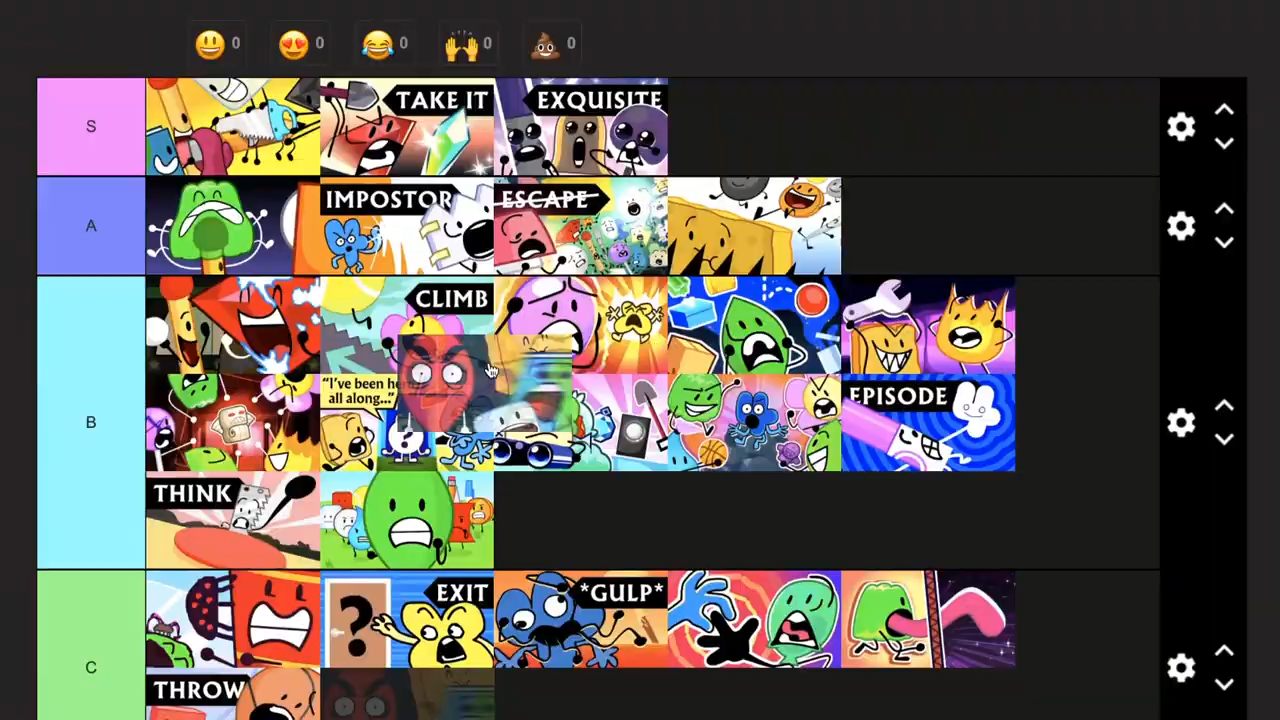 0 0 0 0 0
S
TAKE IT
EXQUISITE
A
IMPOSTOR
ESCAPE
B
CLIMB
"I've been
all along..."
EPISODE
THINK
C
?
EXIT
*GULP*
THROW